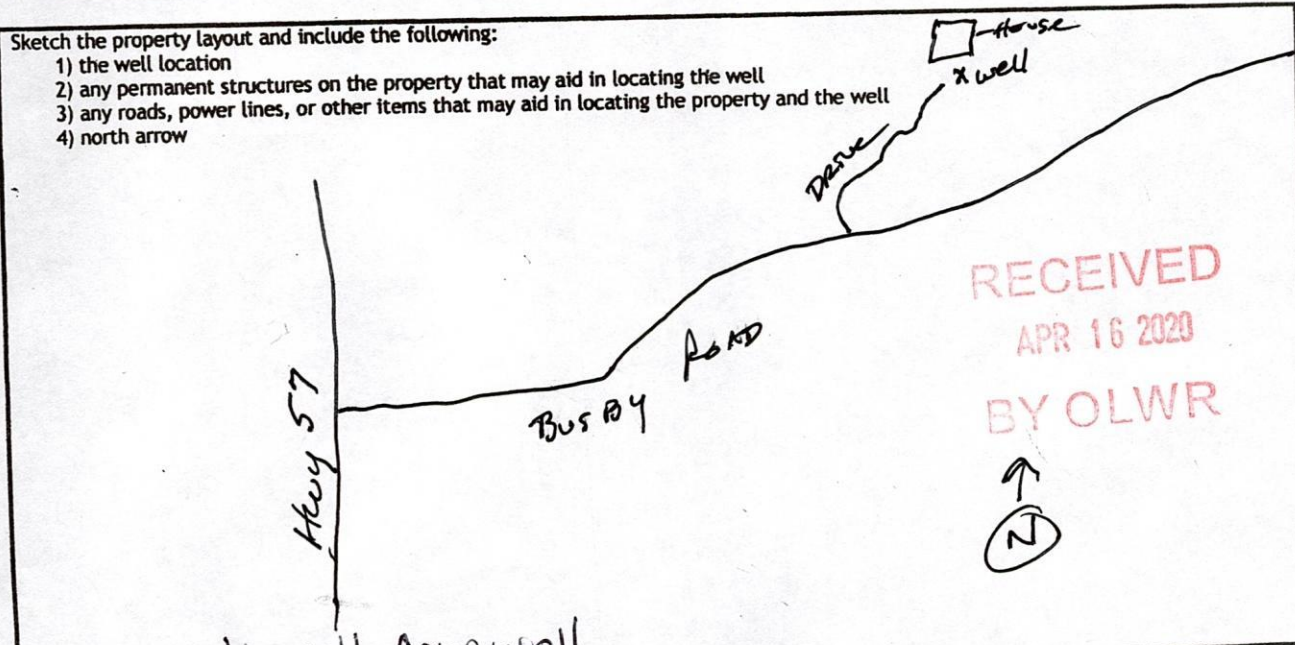 Sketch the property layout and include the following:
1) the well location
2) any permanent structures on the property that may aid in locating the well
3) any roads, power lines, or other items that may aid in locating the property and the well
4) north arrow
House
x well
DRIVE
RECEIVED
APR 16 2020
BY OLWR
ROAD
BUSBY
Hwy 57
N